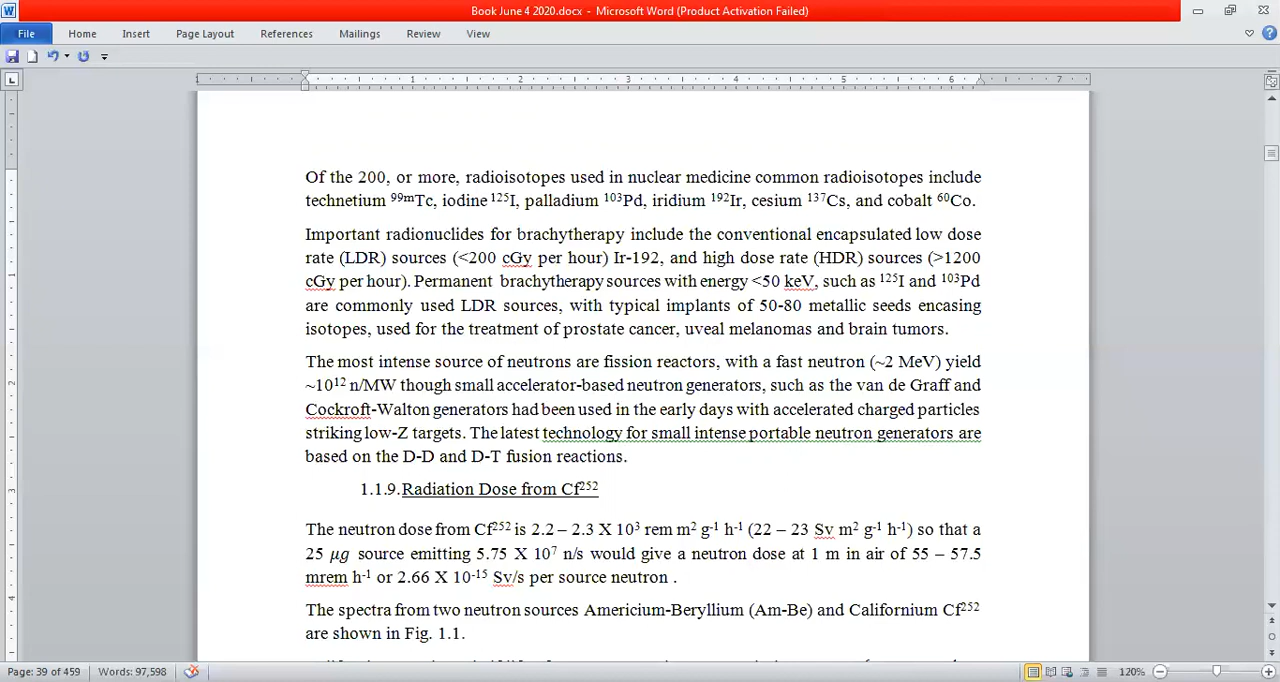 Book June 4 2020.docx - Microsoft Word (Product Activation Failed)
File Home Insert Page Layout References Mailings Review View
1 1 2 3 4 5 6 7
Of the 200, or more, radioisotopes used in nuclear medicine common radioisotopes include
technetium ⁹⁹ᵐTc, iodine ¹²⁵I, palladium ¹⁰³Pd, iridium ¹⁹²Ir, cesium ¹³⁷Cs, and cobalt ⁶⁰Co.
Important radionuclides for brachytherapy include the conventional encapsulated low dose
rate (LDR) sources (<200 cGy per hour) Ir-192, and high dose rate (HDR) sources (>1200
cGy per hour). Permanent brachytherapy sources with energy <50 keV, such as ¹²⁵I and ¹⁰³Pd
are commonly used LDR sources, with typical implants of 50-80 metallic seeds encasing
isotopes, used for the treatment of prostate cancer, uveal melanomas and brain tumors.
The most intense source of neutrons are fission reactors, with a fast neutron (~2 MeV) yield
~10¹² n/MW though small accelerator-based neutron generators, such as the van de Graff and
Cockroft-Walton generators had been used in the early days with accelerated charged particles
striking low-Z targets. The latest technology for small intense portable neutron generators are
based on the D-D and D-T fusion reactions.
1.1.9. Radiation Dose from Cf²⁵²
The neutron dose from Cf²⁵² is 2.2 – 2.3 X 10³ rem m² g⁻¹ h⁻¹ (22 – 23 Sv m² g⁻¹ h⁻¹) so that a
25 μg source emitting 5.75 X 10⁷ n/s would give a neutron dose at 1 m in air of 55 – 57.5
mrem h⁻¹ or 2.66 X 10⁻¹⁵ Sv/s per source neutron .
The spectra from two neutron sources Americium-Beryllium (Am-Be) and Californium Cf²⁵²
are shown in Fig. 1.1.
Page: 39 of 459 Words: 97,598 120%